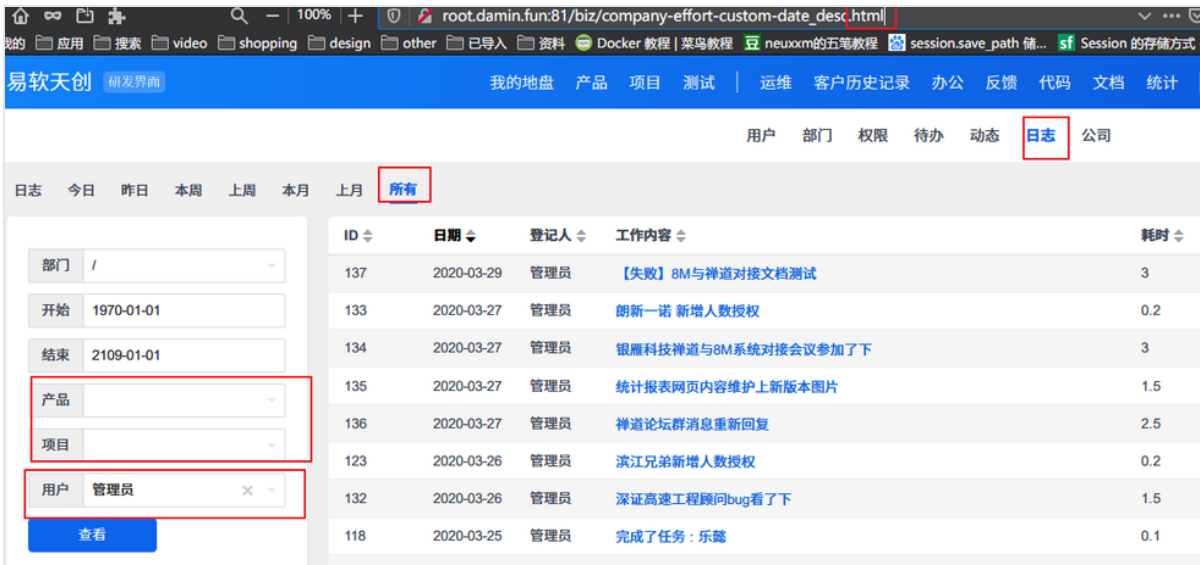 100% root.damin.fun:81/biz/company-effort-custom-date_desc.html
我的 应用 搜索 video shopping design other 已导入 资料 Docker 教程 | 菜鸟教程 豆 neuxxm的五笔教程 session.save_path 储... sf Session 的存储方式
易软天创 研发界面 我的地盘 产品 项目 测试 | 运维 客户历史记录 办公 反馈 代码 文档 统计
用户 部门 权限 待办 动态 日志 公司
日志 今日 昨日 本周 上周 本月 上月 所有
部门 /
开始 1970-01-01
结束 2109-01-01
产品
项目
用户 管理员
查看
ID 日期 登记人 工作内容 耗时
137 2020-03-29 管理员 【失败】8M与禅道对接文档测试 3
133 2020-03-27 管理员 朗新一诺 新增人数授权 0.2
134 2020-03-27 管理员 银雁科技禅道与8M系统对接会议参加了下 3
135 2020-03-27 管理员 统计报表网页内容维护上新版本图片 1.5
136 2020-03-27 管理员 禅道论坛群消息重新回复 2.5
123 2020-03-26 管理员 滨江兄弟新增人数授权 0.2
132 2020-03-26 管理员 深证高速工程顾问bug看了下 1.5
118 2020-03-25 管理员 完成了任务：乐懿 0.1